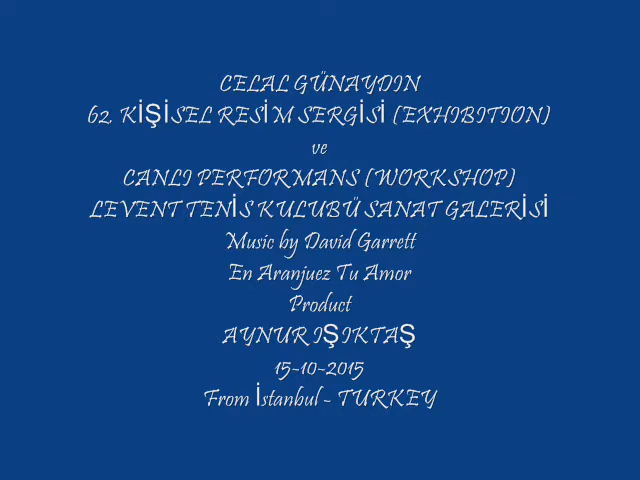 CELAL GÜNAYDIN
62. KİŞİSEL RESİM SERGİSİ (EXHIBITION)
ve
CANLI PERFORMANS (WORKSHOP)
LEVENT TENİS KULUBÜ SANAT GALERİSİ
Music by David Garrett
En Aranjuez Tu Amor
Product
AYNUR IŞIKTAŞ
15-10-2015
From İstanbul - TURKEY